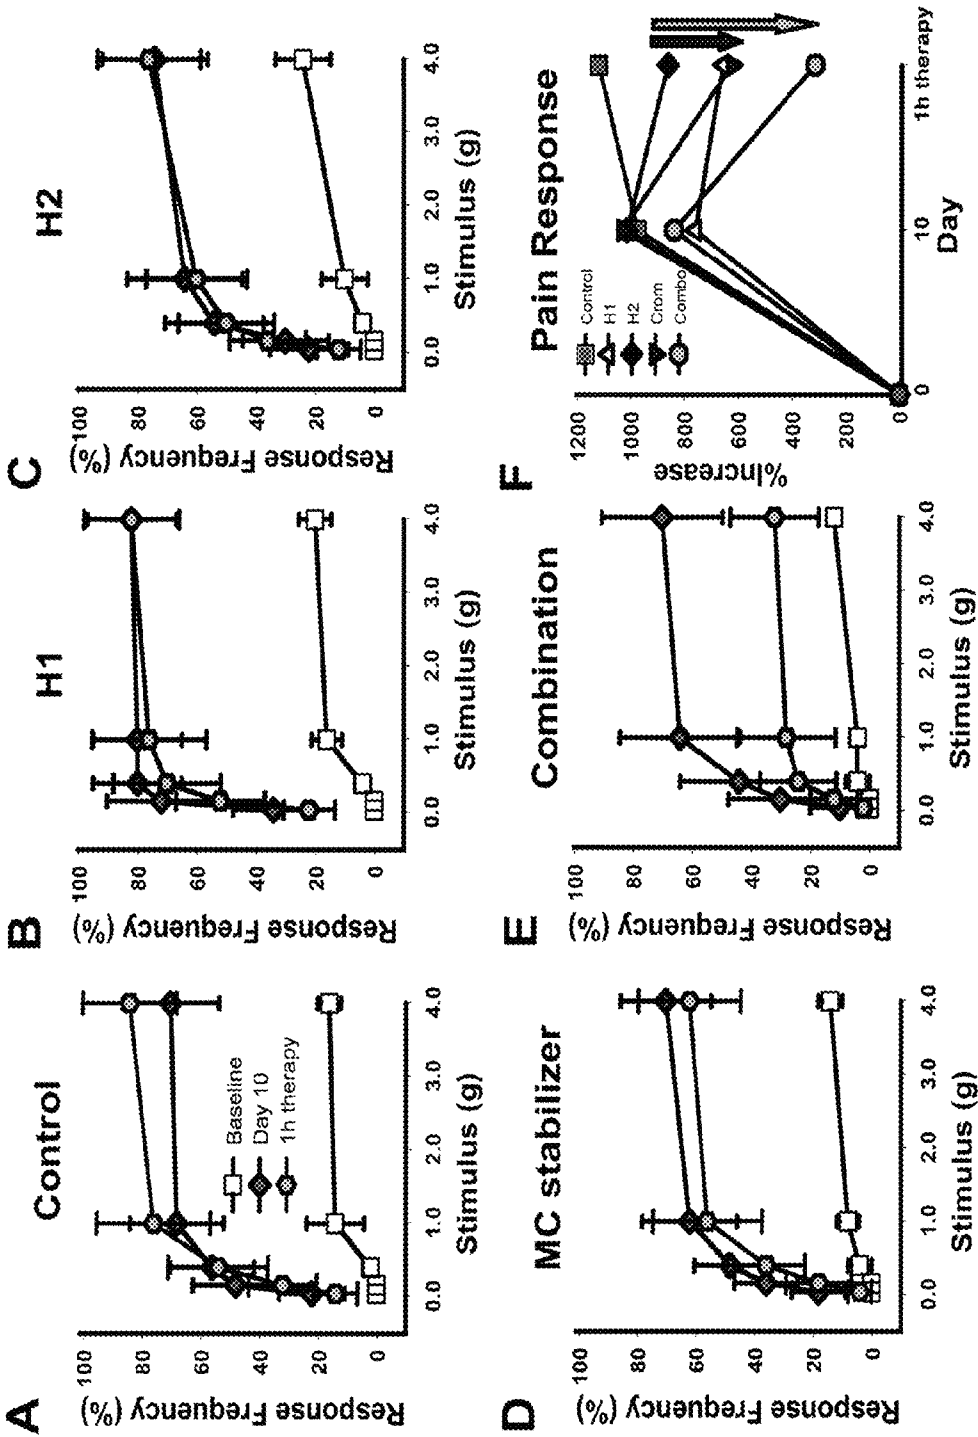 A
Control
Response Frequency (%)
100
80
60
40
20
0
Baseline
Day 10
1h therapy
0.0 1.0 2.0 3.0 4.0
Stimulus (g)
B
H1
Response Frequency (%)
100
80
60
40
20
0
0.0 1.0 2.0 3.0 4.0
Stimulus (g)
C
H2
Response Frequency (%)
100
80
60
40
20
0
0.0 1.0 2.0 3.0 4.0
Stimulus (g)
D
MC stabilizer
Response Frequency (%)
100
80
60
40
20
0
0.0 1.0 2.0 3.0 4.0
Stimulus (g)
E
Combination
Response Frequency (%)
100
80
60
40
20
0
0.0 1.0 2.0 3.0 4.0
Stimulus (g)
F
Pain Response
%Increase
1200
1000
800
600
400
200
0
Control
H1
H2
Crom
Combo
0 10 1h therapy
Day